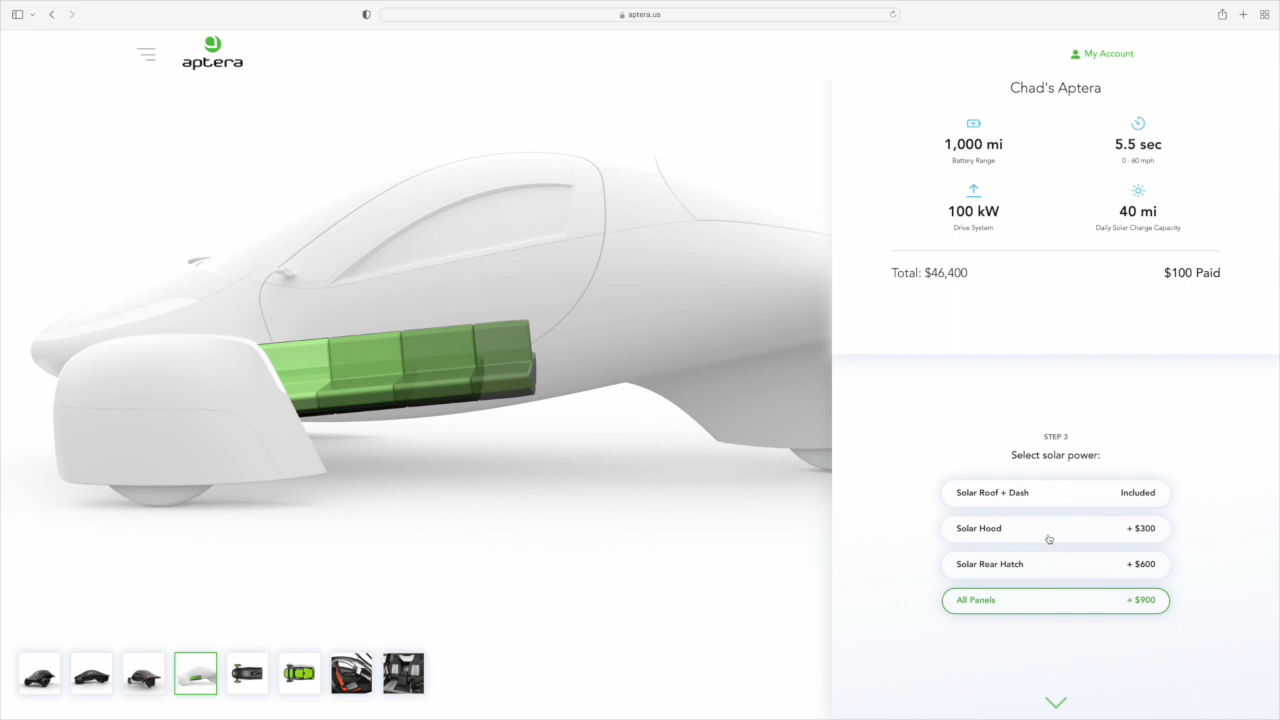 aptera.us
aptera
My Account
Chad's Aptera
1,000 mi
Battery Range
5.5 sec
0 - 60 mph
100 kW
Drive System
40 mi
Daily Solar Charge Capacity
Total: $46,400
$100 Paid
STEP 3
Select solar power:
Solar Roof + Dash Included
Solar Hood + $300
Solar Rear Hatch + $600
All Panels + $900